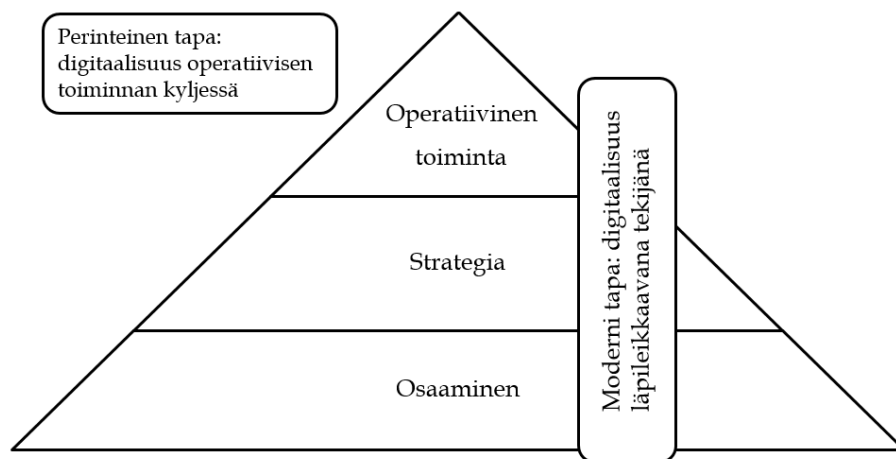 Perinteinen tapa:
digitaalisuus operatiivisen
toiminnan kyljessä
Operatiivinen
toiminta
Strategia
Osaaminen
Moderni tapa: digitaalisuus
läpileikkaavana tekijänä